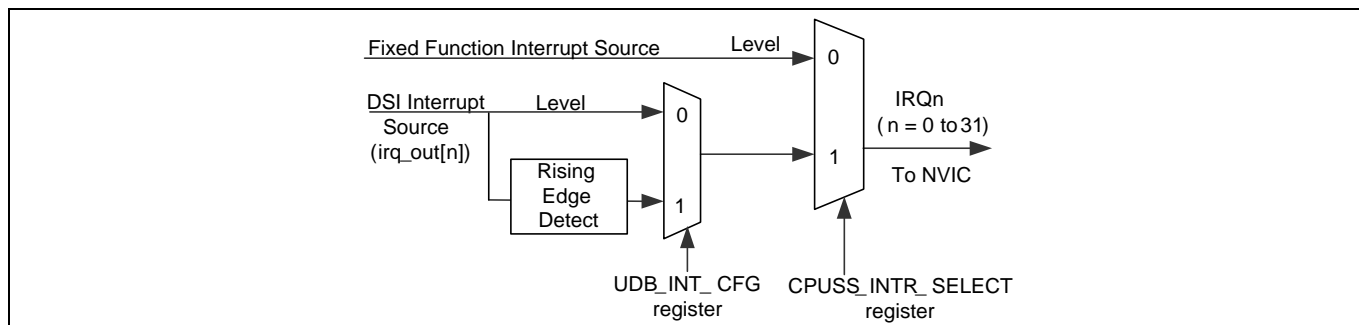 Fixed Function Interrupt Source
Level
0
DSI Interrupt
Source
(irq_out[n])
Level
0
IRQn
( n = 0 to 31)
1
To NVIC
Rising
Edge
Detect
1
UDB_INT_ CFG
register
CPUSS_INTR_ SELECT
register